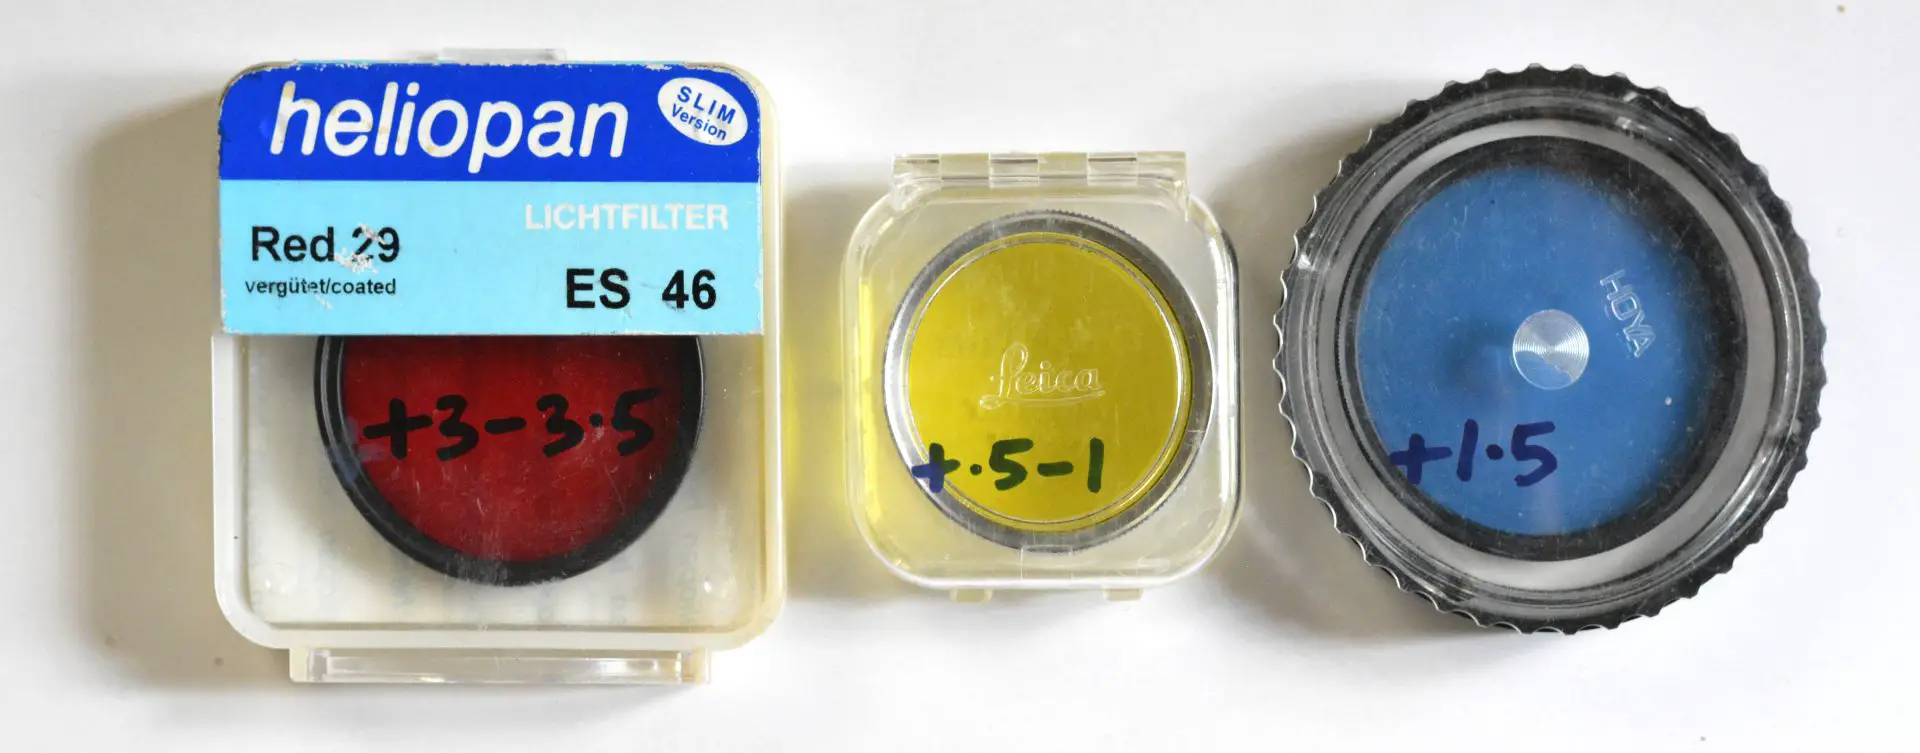 heliopan
SLIM
Version
LICHTFILTER
Red 29
vergütet/coated
ES 46
+3-3.5
Leica
+.5-1
HOYA
+1.5